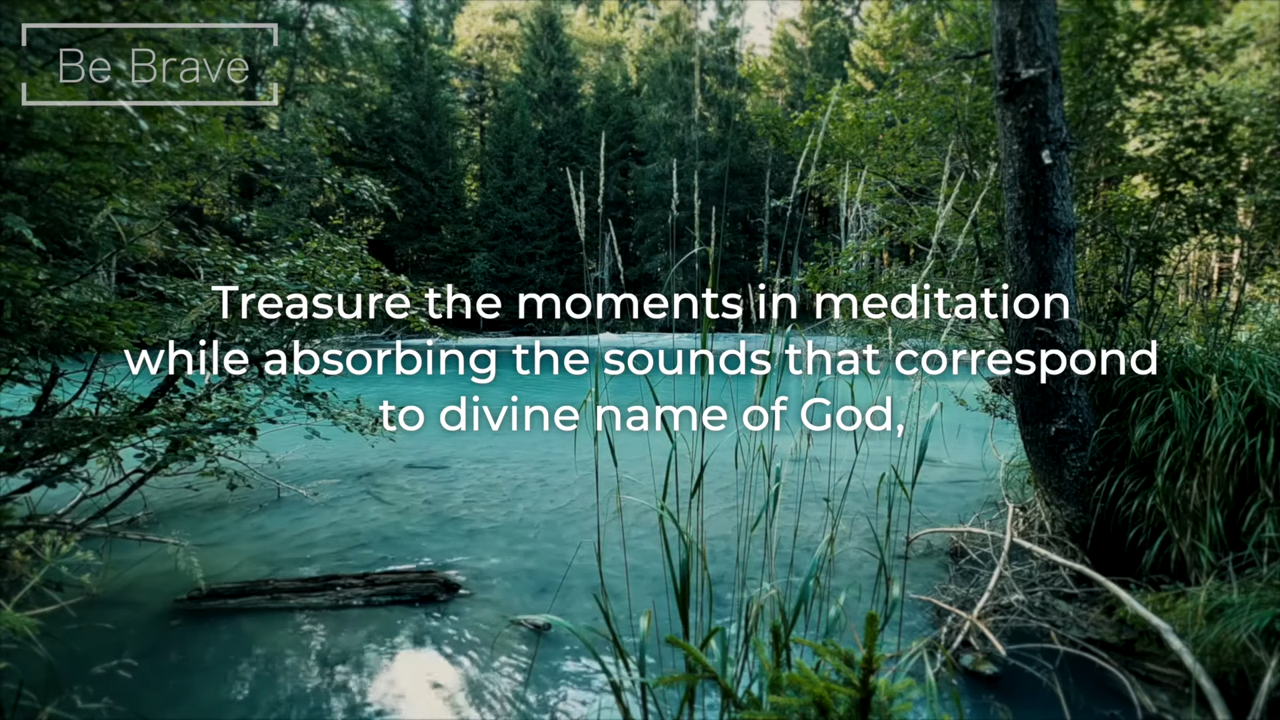 Be Brave
Treasure the moments in meditation
while absorbing the sounds that correspond
to divine name of God,